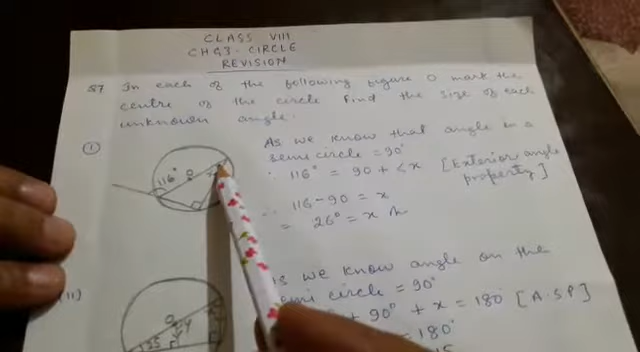 CLASS VIII
CHG3. CIRCLE
REVISION
Q7 In each of the following figure O mark the
centre of the circle find the size of each
unknown angle.
(i)
As we know that angle in a
semi circle = 90°
116° O x
∴ 116° = 90 + <x [Exterior angle
property]
∴ 116-90 = x
= 26° = x
(ii)
As we know angle on the
semi circle = 90°
+ 90° + x = 180° [A.S.P]
= 180°
O y
35